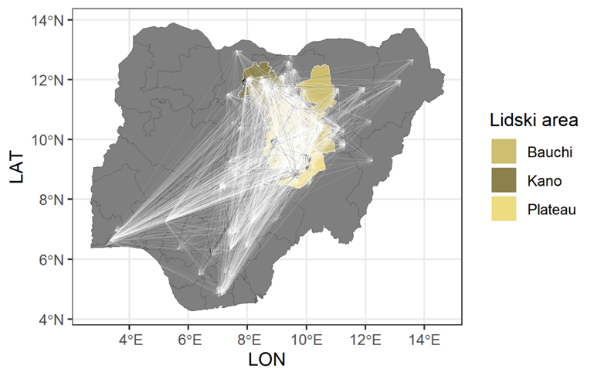 14°N
12°N
10°N
8°N
6°N
4°N
LAT
4°E
6°E
8°E
10°E
12°E
14°E
LON
Lidski area
Bauchi
Kano
Plateau